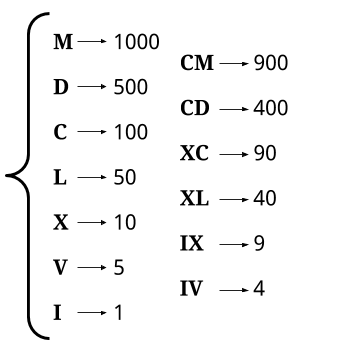 M → 1000
CM → 900
D → 500
CD → 400
C → 100
XC → 90
L → 50
XL → 40
X → 10
IX → 9
V → 5
IV → 4
I → 1